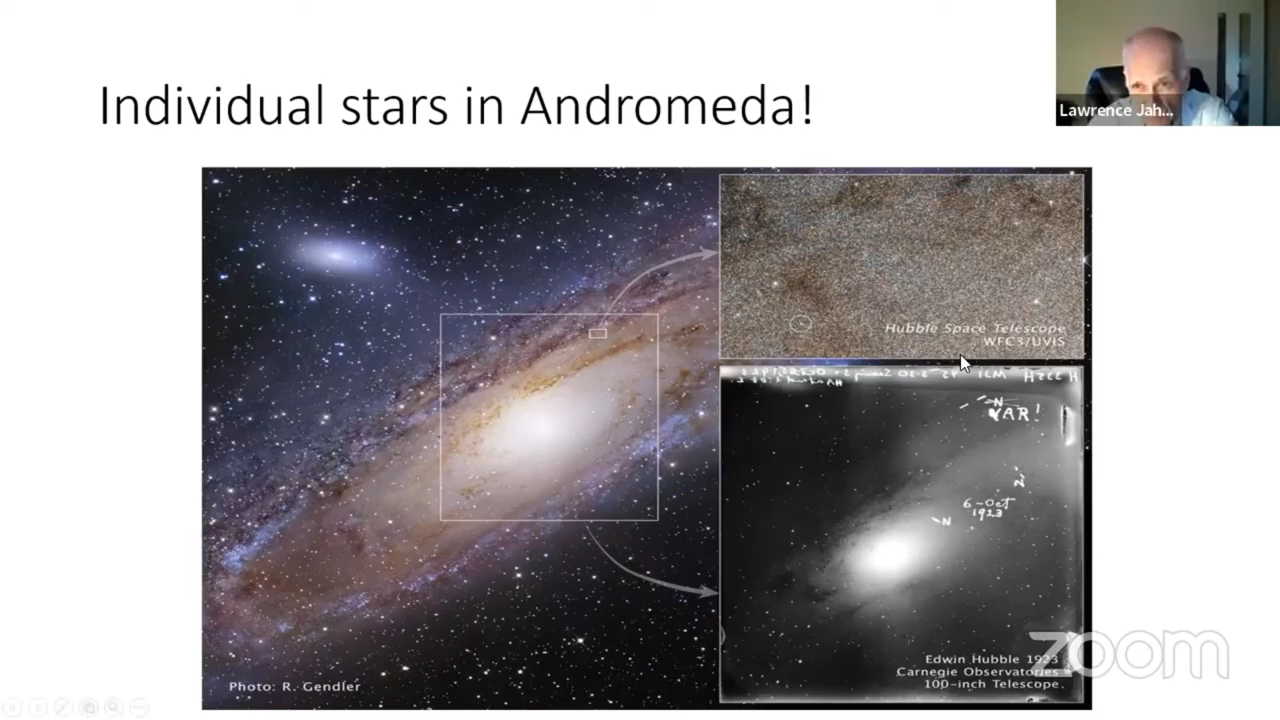 Individual stars in Andromeda!
Lawrence Jah...
Hubble Space Telescope
WFC3/UVIS
N
VAR!
N
6-Oct
1923
N
Edwin Hubble 1923
Carnegie Observatories
100-inch Telescope
Photo: R. Gendler
zoom